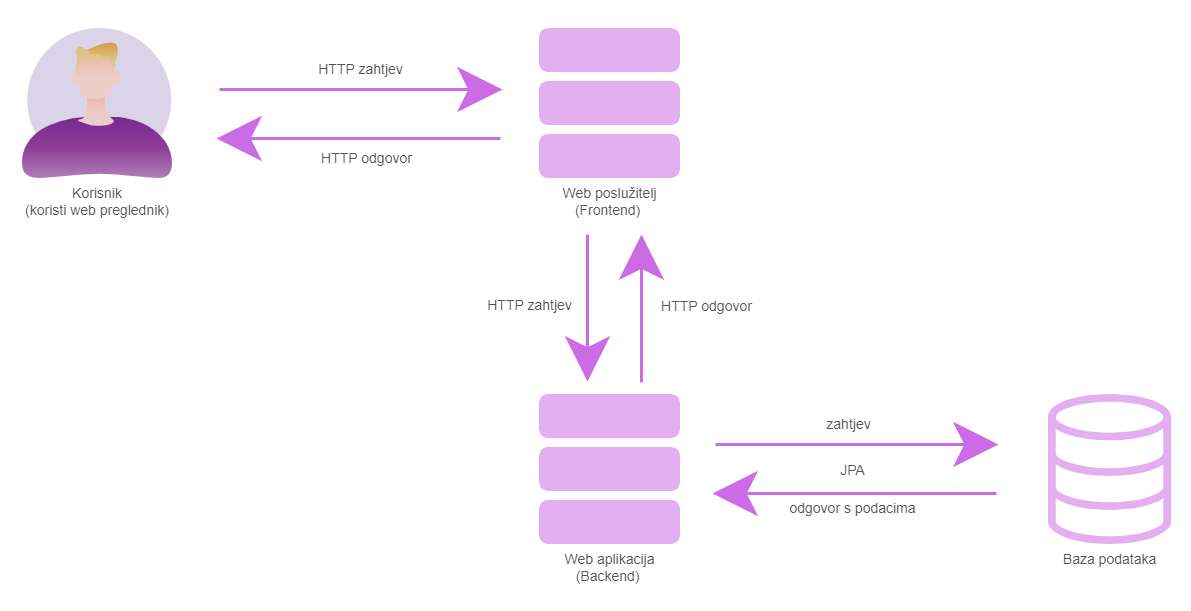 HTTP zahtjev
HTTP odgovor
Korisnik
(koristi web preglednik)
Web poslužitelj
(Frontend)
HTTP zahtjev
HTTP odgovor
zahtjev
JPA
odgovor s podacima
Web aplikacija
(Backend)
Baza podataka